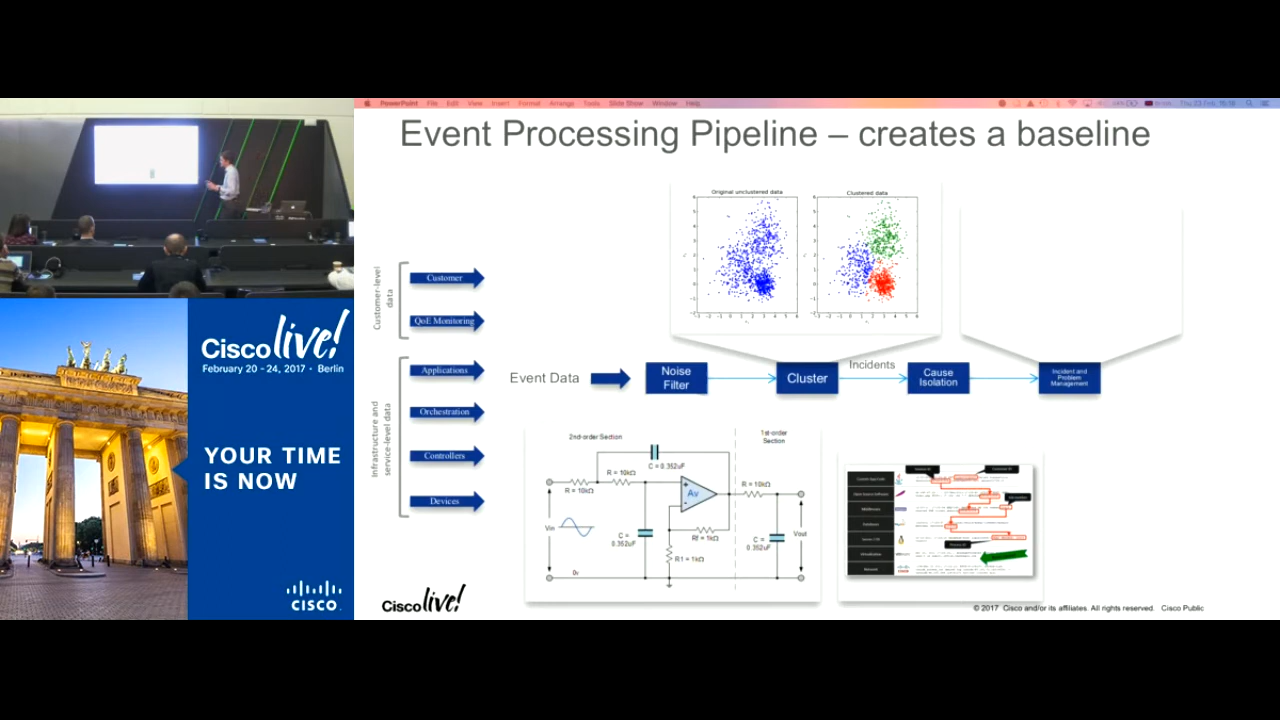 PowerPoint File Edit View Insert Format Arrange Tools Slide Show Window Help
Event Processing Pipeline – creates a baseline
Original unclustered data
Clustered data
Customer-level
data
Customer
QoE Monitoring
Infrastructure and
service-level data
Applications
Orchestration
Controllers
Devices
Event Data
Noise
Filter
Cluster
Incidents
Cause
Isolation
Incident and
Problem
Management
2nd-order Section
1st-order
Section
C = 0.352uF
R = 10kΩ
R = 10kΩ
R = 10kΩ
Av
Vin
C =
0.352uF
Rf = 1kΩ
R1 = 1kΩ
C =
0.352uF
Vout
Cisco live!
February 20 - 24, 2017 · Berlin
YOUR TIME
IS NOW
CISCO
Cisco live!
© 2017 Cisco and/or its affiliates. All rights reserved. Cisco Public